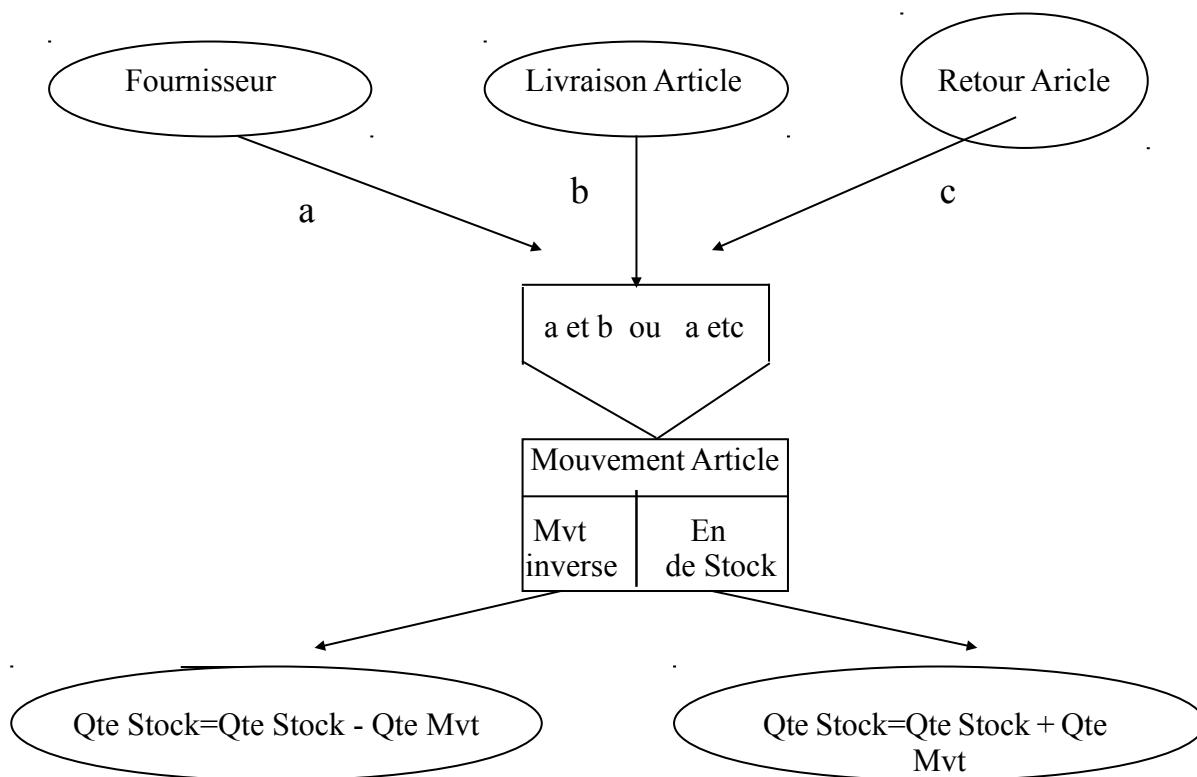 Fournisseur
Livraison Article
Retour Aricle
a
b
c
a et b ou a etc
Mouvement Article
Mvt
inverse
En
de Stock
Qte Stock=Qte Stock - Qte Mvt
Qte Stock=Qte Stock + Qte
Mvt